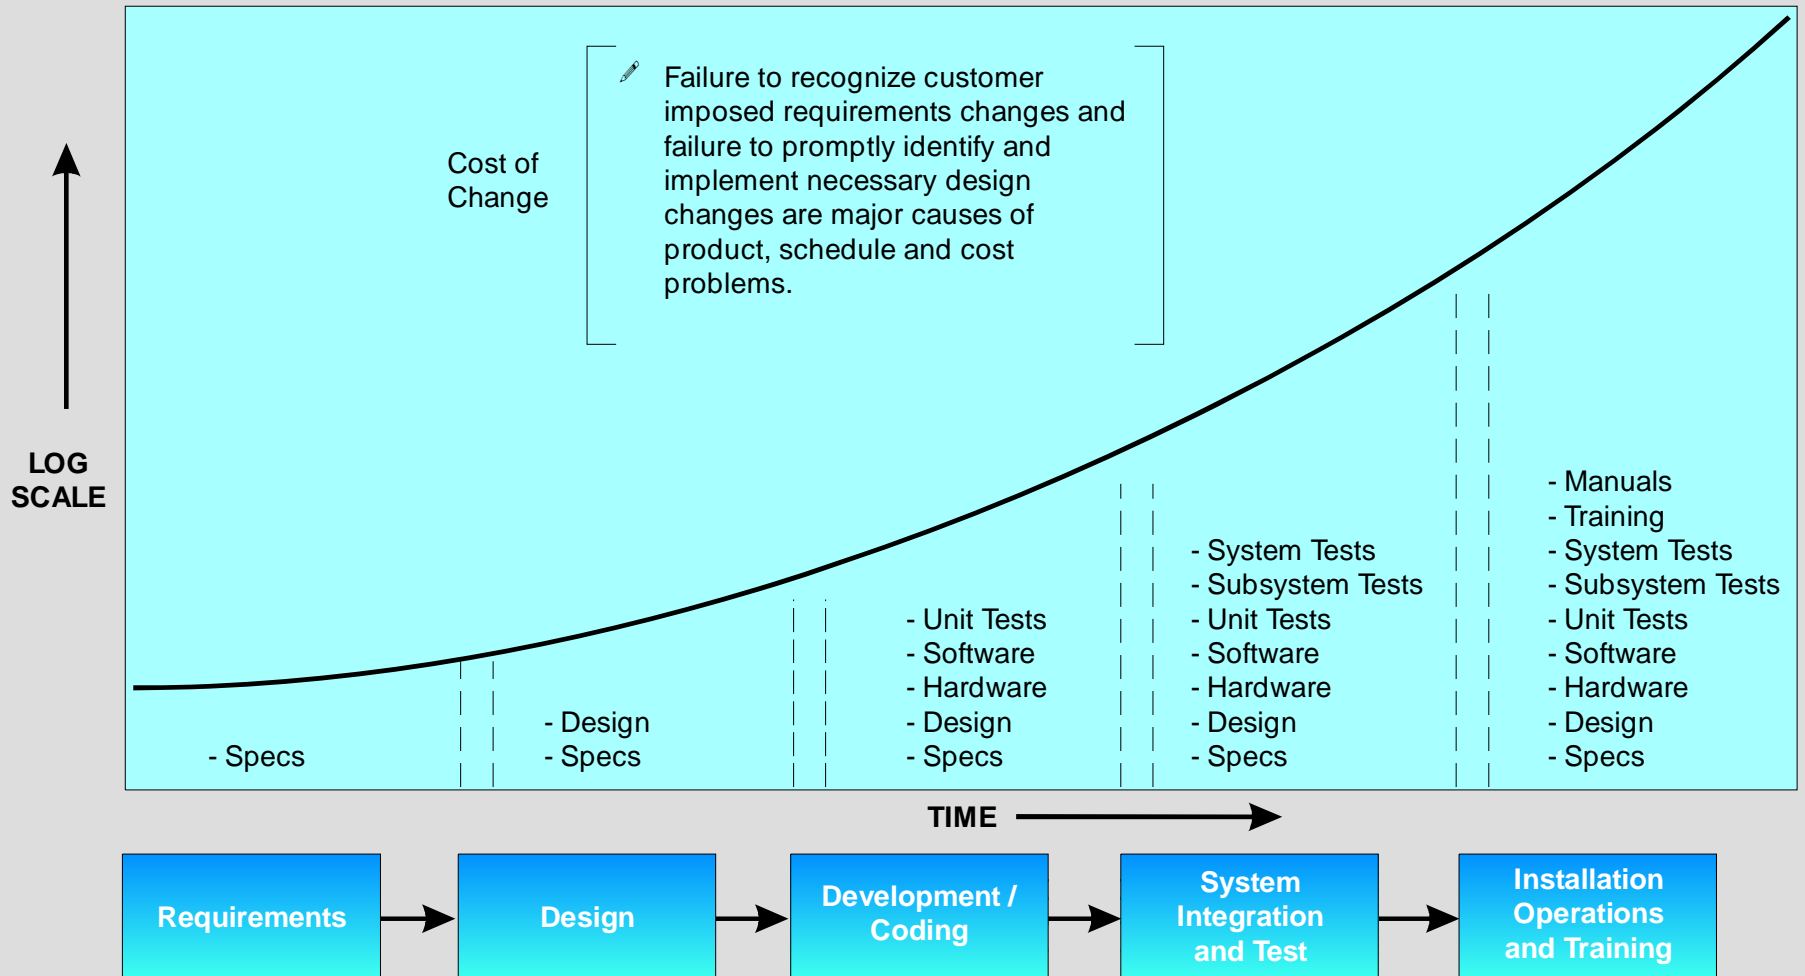 Cost of
Change
Failure to recognize customer
imposed requirements changes and
failure to promptly identify and
implement necessary design
changes are major causes of
product, schedule and cost
problems.
LOG
SCALE
- Specs
- Design
- Specs
- Unit Tests
- Software
- Hardware
- Design
- Specs
- System Tests
- Subsystem Tests
- Unit Tests
- Software
- Hardware
- Design
- Specs
- Manuals
- Training
- System Tests
- Subsystem Tests
- Unit Tests
- Software
- Hardware
- Design
- Specs
TIME
Requirements
Design
Development /
Coding
System
Integration
and Test
Installation
Operations
and Training